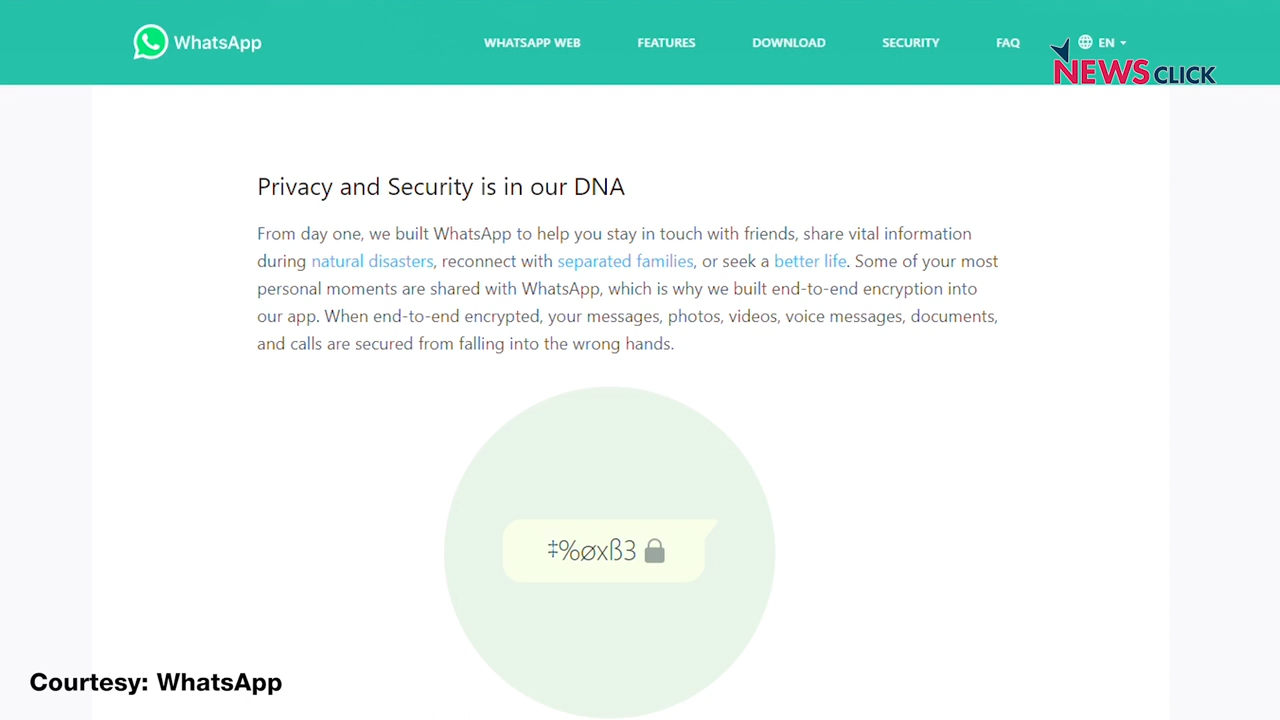 WhatsApp
WHATSAPP WEB
FEATURES
DOWNLOAD
SECURITY
FAQ
EN
NEWSCLICK
Privacy and Security is in our DNA
From day one, we built WhatsApp to help you stay in touch with friends, share vital information
during natural disasters, reconnect with separated families, or seek a better life. Some of your most
personal moments are shared with WhatsApp, which is why we built end-to-end encryption into
our app. When end-to-end encrypted, your messages, photos, videos, voice messages, documents,
and calls are secured from falling into the wrong hands.
‡%øxß3
Courtesy: WhatsApp